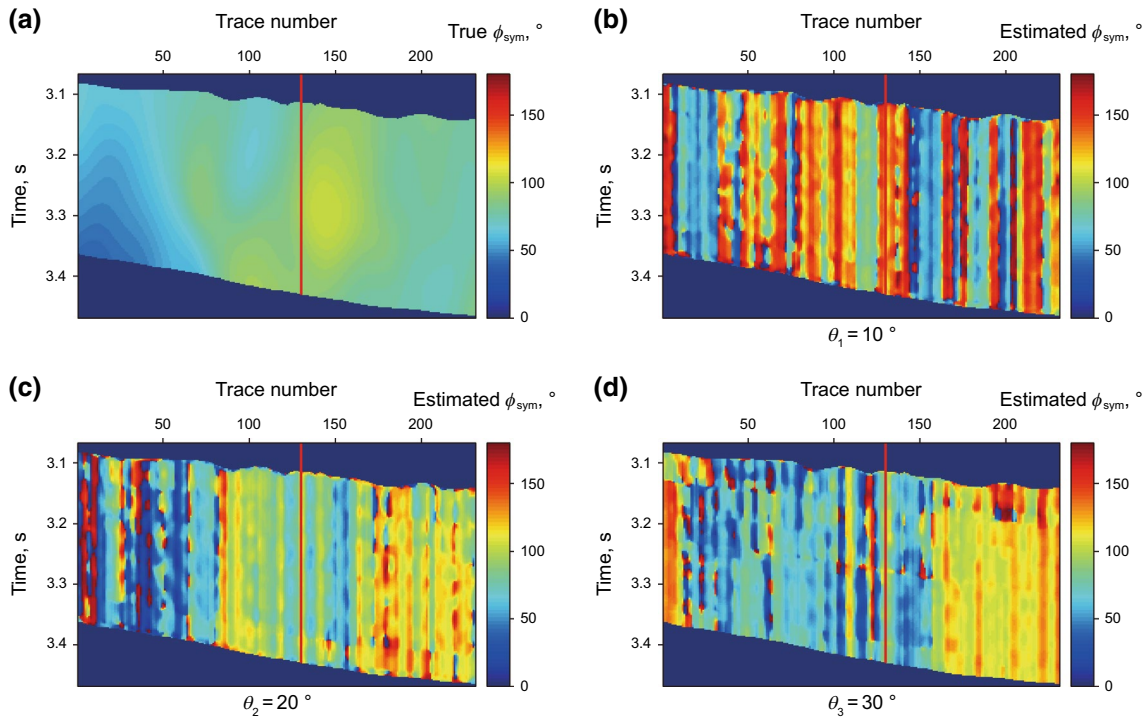 (a)
Trace number
True ϕsym, °
50 100 150 200
Time, s
3.1
3.2
3.3
3.4
150
100
50
0
(b)
Trace number
Estimated ϕsym, °
50 100 150 200
Time, s
3.1
3.2
3.3
3.4
150
100
50
0
θ1 = 10 °
(c)
Trace number
Estimated ϕsym, °
50 100 150 200
Time, s
3.1
3.2
3.3
3.4
150
100
50
0
θ2 = 20 °
(d)
Trace number
Estimated ϕsym, °
50 100 150 200
Time, s
3.1
3.2
3.3
3.4
150
100
50
0
θ3 = 30 °